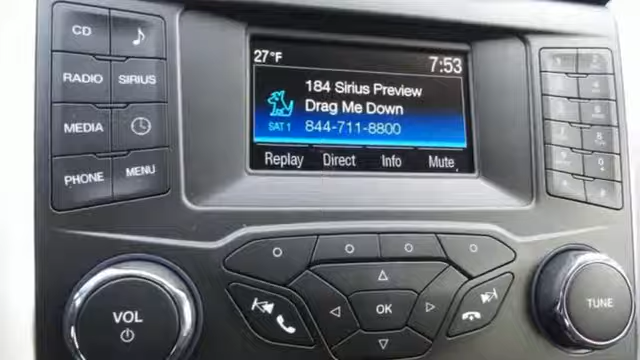 CD
RADIO SIRIUS
MEDIA
PHONE MENU
27°F 7:53
184 Sirius Preview
Drag Me Down
SAT 1 844-711-8800
Replay Direct Info Mute
VOL
OK
TUNE